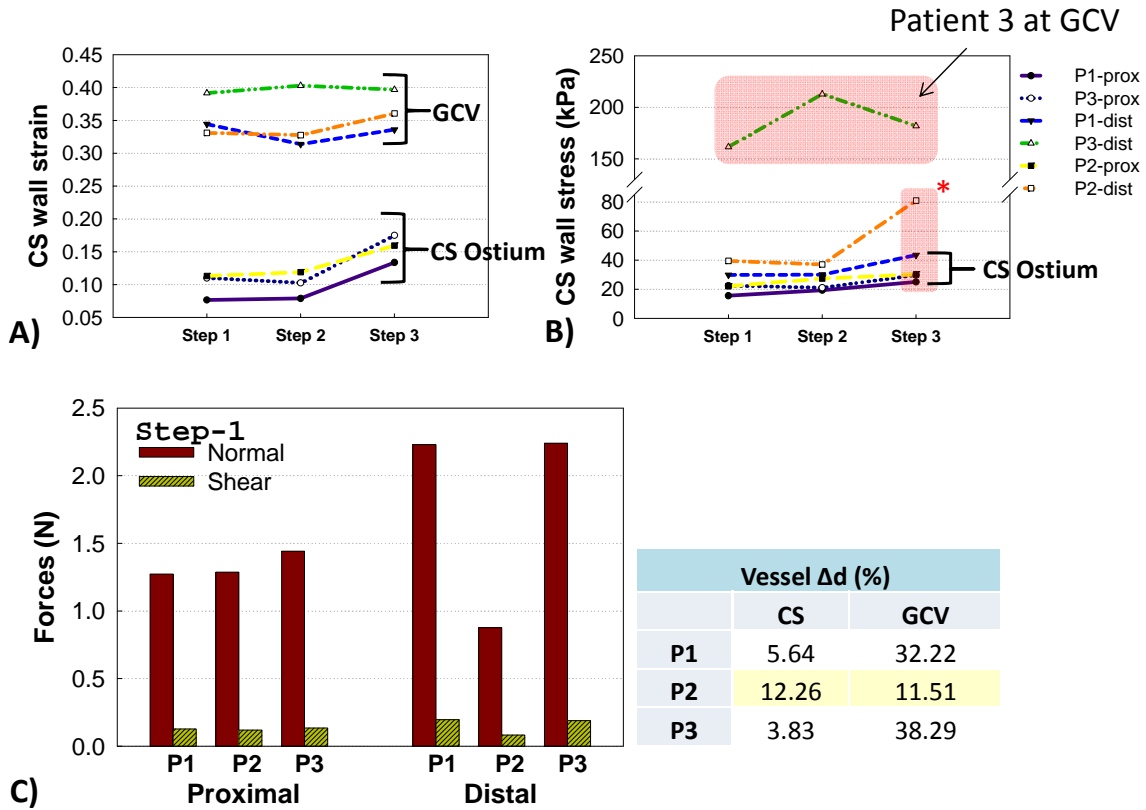 Patient 3 at GCV
CS wall strain
0.40
0.35
0.30
0.25
0.20
0.15
0.10
0.05
GCV
CS Ostium
Step 1 Step 2 Step 3
A)
CS wall stress (kPa)
250
200
150
80
60
40
20
0
*
CS Ostium
Step 1 Step 2 Step 3
B)
P1-prox
P3-prox
P1-dist
P3-dist
P2-prox
P2-dist
Forces (N)
2.5
2.0
1.5
1.0
0.5
0.0
Step-1
Normal
Shear
P1 P2 P3 P1 P2 P3
Proximal Distal
C)
Vessel Δd (%)
CS GCV
P1 5.64 32.22
P2 12.26 11.51
P3 3.83 38.29